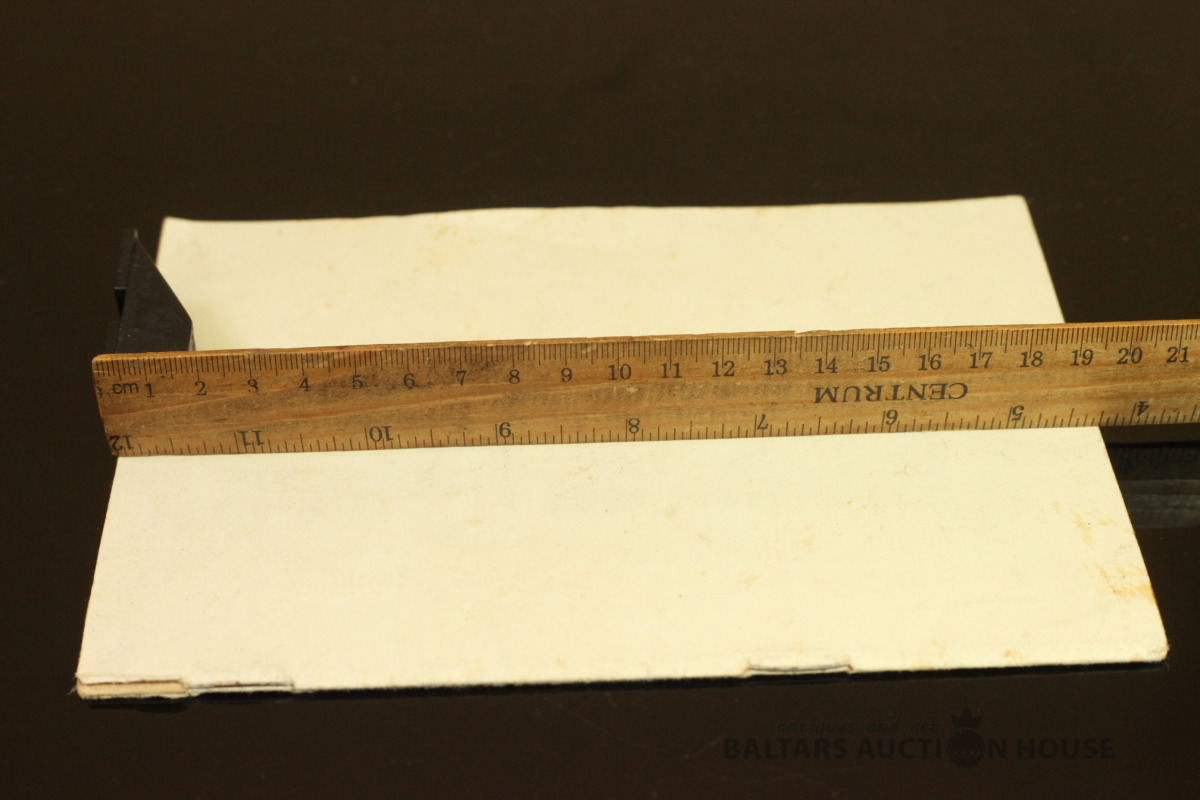 cm 1 2 3 4 5 6 7 8 9 10 11 12 13 14 15 16 17 18 19 20 21
CENTRUM
12 11 10 9 8 7 6 5 4
antiques and art
BALTARS AUCTION HOUSE